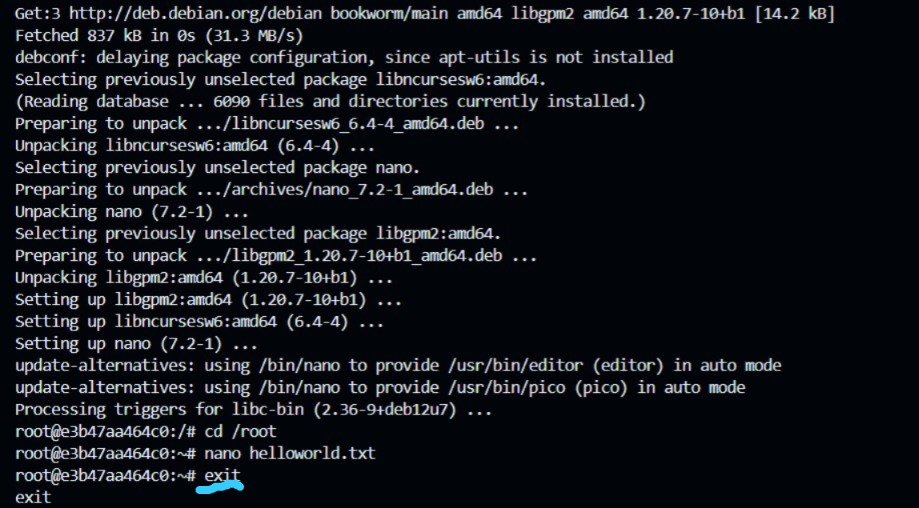 Get:3 http://deb.debian.org/debian bookworm/main amd64 libgpm2 amd64 1.20.7-10+b1 [14.2 kB]
Fetched 837 kB in 0s (31.3 MB/s)
debconf: delaying package configuration, since apt-utils is not installed
Selecting previously unselected package libncursesw6:amd64.
(Reading database ... 6090 files and directories currently installed.)
Preparing to unpack .../libncursesw6_6.4-4_amd64.deb ...
Unpacking libncursesw6:amd64 (6.4-4) ...
Selecting previously unselected package nano.
Preparing to unpack .../archives/nano_7.2-1_amd64.deb ...
Unpacking nano (7.2-1) ...
Selecting previously unselected package libgpm2:amd64.
Preparing to unpack .../libgpm2_1.20.7-10+b1_amd64.deb ...
Unpacking libgpm2:amd64 (1.20.7-10+b1) ...
Setting up libgpm2:amd64 (1.20.7-10+b1) ...
Setting up libncursesw6:amd64 (6.4-4) ...
Setting up nano (7.2-1) ...
update-alternatives: using /bin/nano to provide /usr/bin/editor (editor) in auto mode
update-alternatives: using /bin/nano to provide /usr/bin/pico (pico) in auto mode
Processing triggers for libc-bin (2.36-9+deb12u7) ...
root@e3b47aa464c0:/# cd /root
root@e3b47aa464c0:~# nano helloworld.txt
root@e3b47aa464c0:~# exit
exit